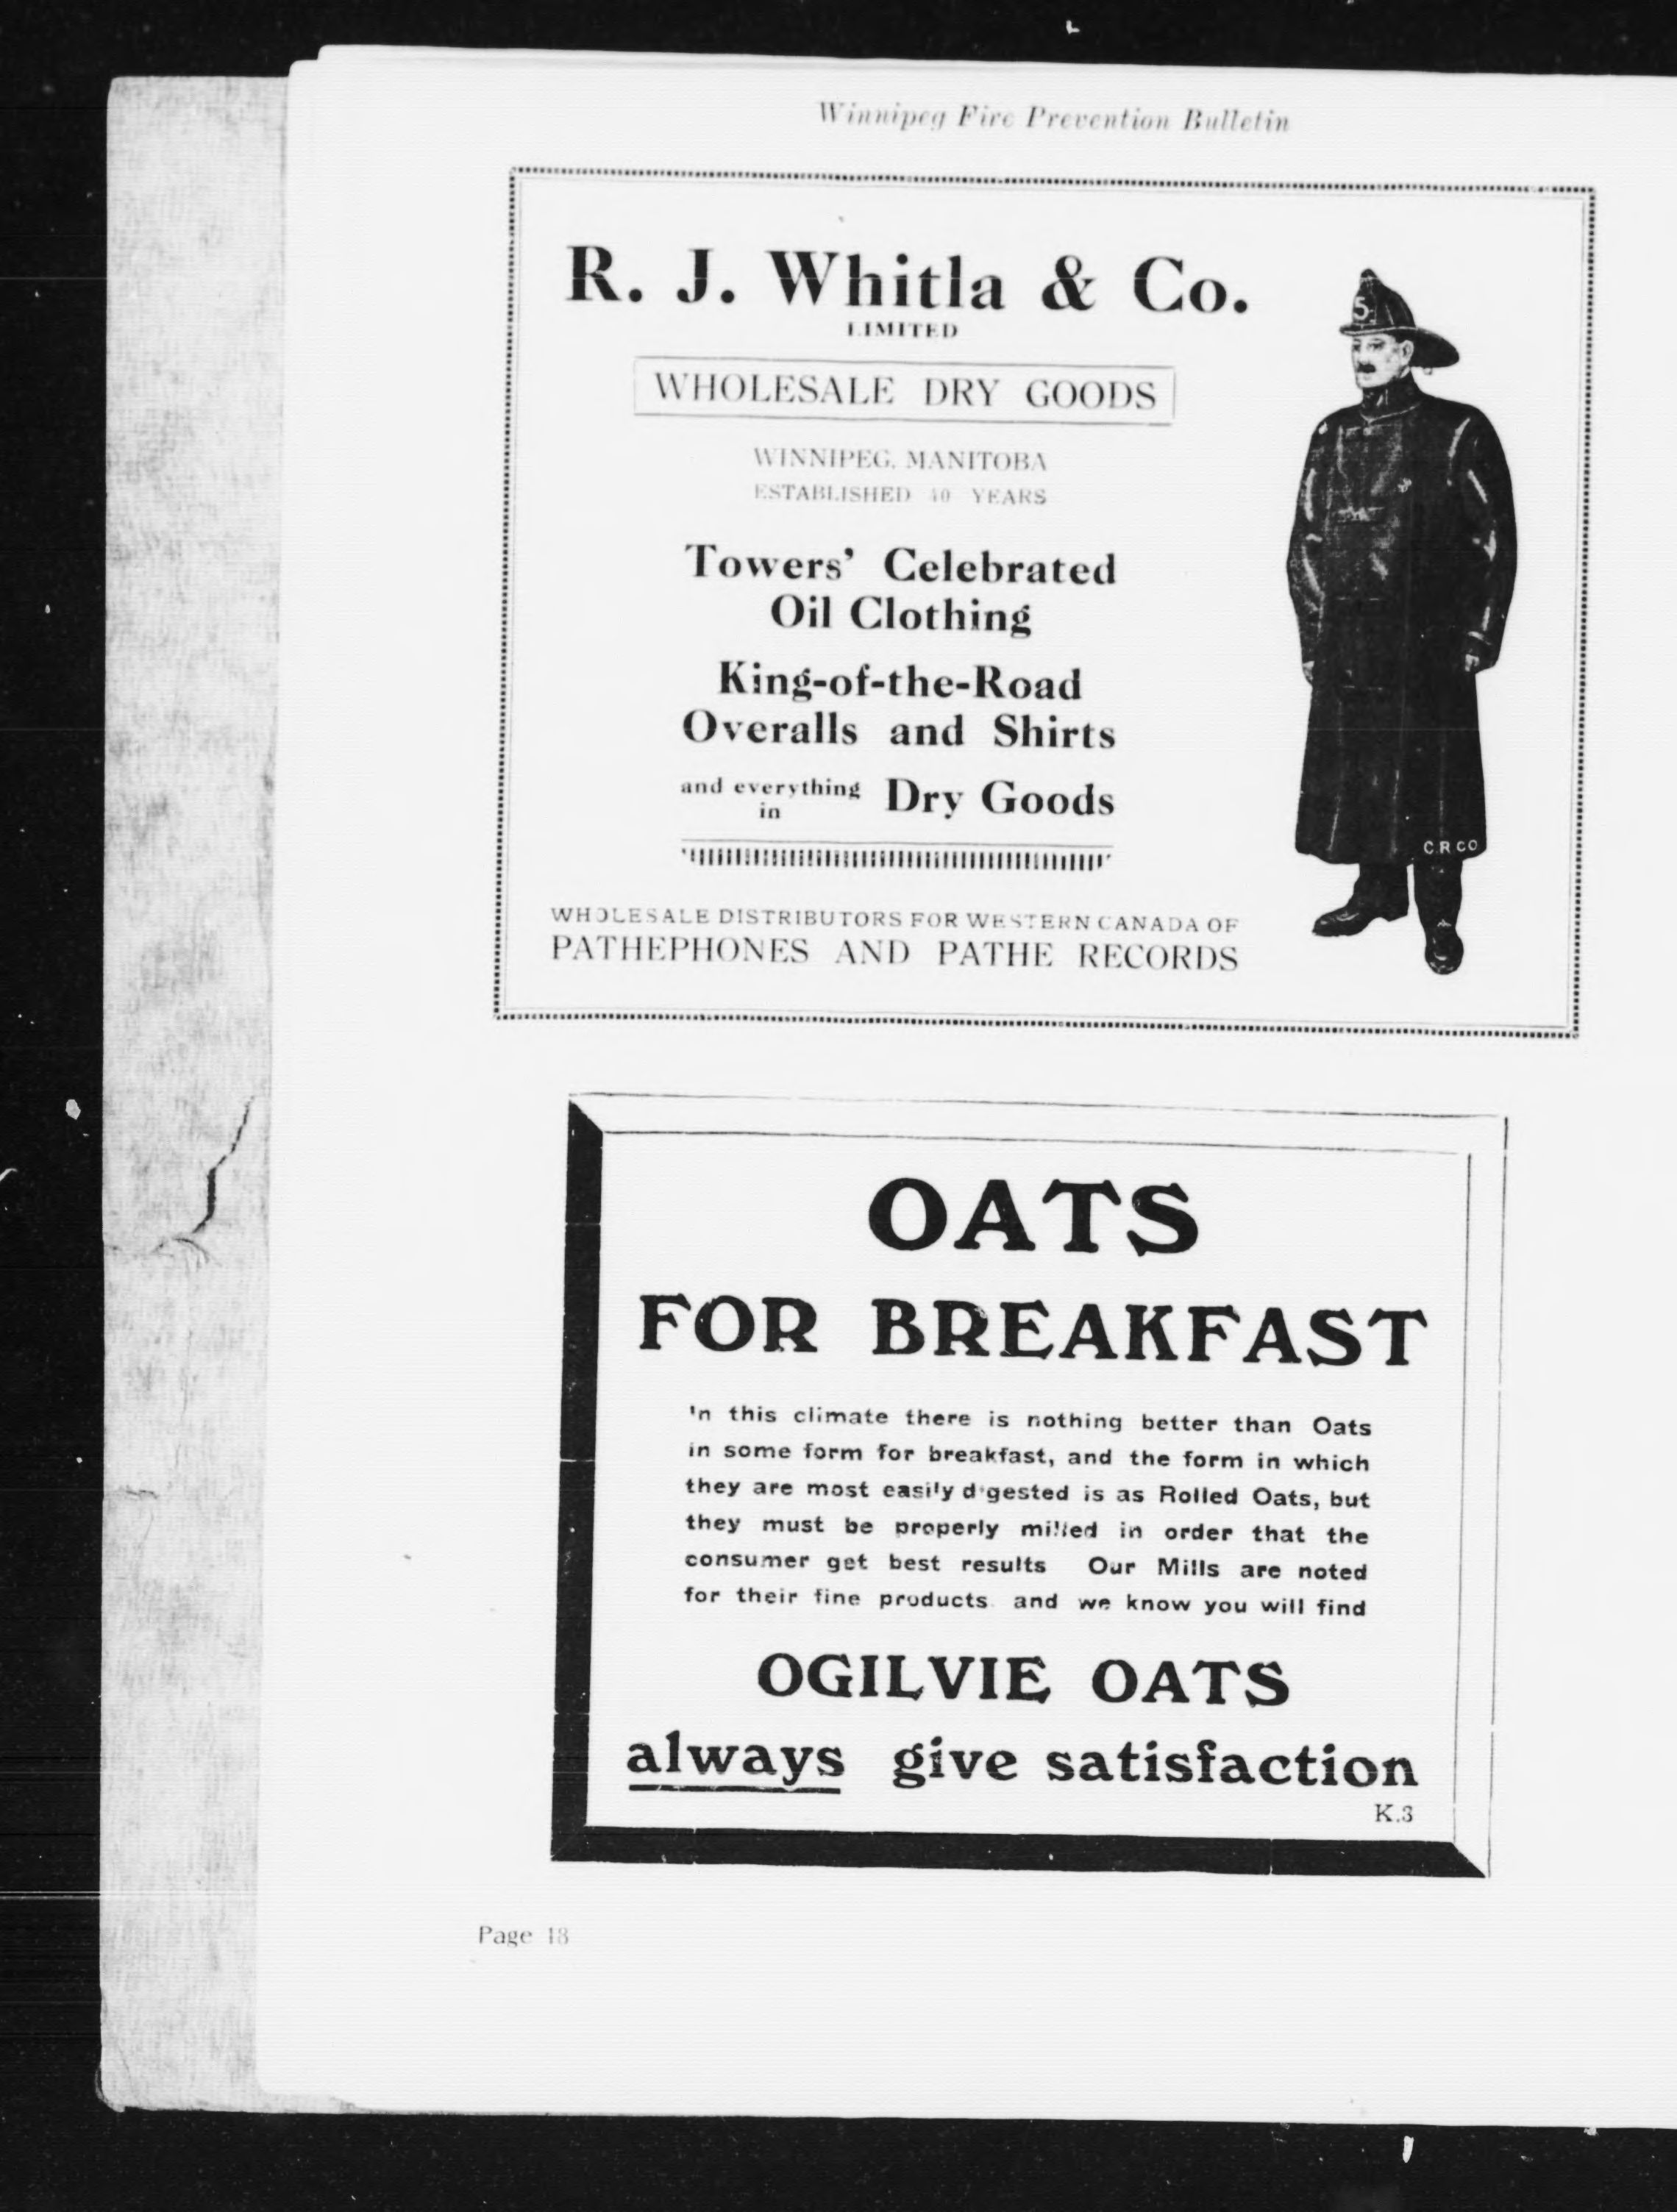 Winnipeg Fire Prevention Bulletin
R. J. Whitla & Co.
LIMITED
WHOLESALE DRY GOODS
WINNIPEG, MANITOBA
ESTABLISHED 40 YEARS
Towers' Celebrated
Oil Clothing
King-of-the-Road
Overalls and Shirts
and everything in Dry Goods
WHOLESALE DISTRIBUTORS FOR WESTERN CANADA OF
PATHEPHONES AND PATHE RECORDS
5
C.R.CO
OATS
FOR BREAKFAST
In this climate there is nothing better than Oats
in some form for breakfast, and the form in which
they are most easily digested is as Rolled Oats, but
they must be properly milled in order that the
consumer get best results Our Mills are noted
for their fine products and we know you will find
OGILVIE OATS
always give satisfaction
K.3
Page 18